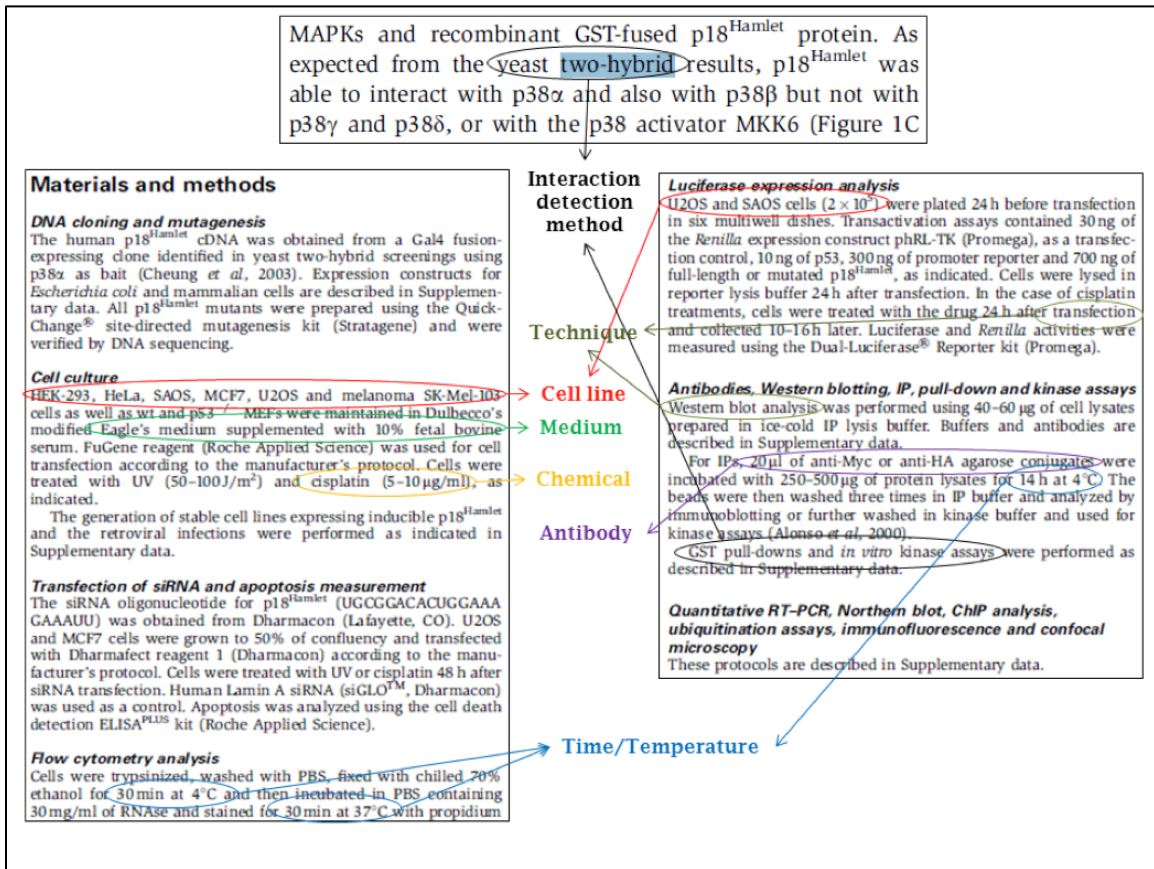 MAPKs and recombinant GST-fused p18Hamlet protein. As
expected from the yeast two-hybrid results, p18Hamlet was
able to interact with p38α and also with p38β but not with
p38γ and p38δ, or with the p38 activator MKK6 (Figure 1C
Materials and methods
DNA cloning and mutagenesis
The human p18Hamlet cDNA was obtained from a Gal4 fusion-
expressing clone identified in yeast two-hybrid screenings using
p38α as bait (Cheung et al, 2003). Expression constructs for
Escherichia coli and mammalian cells are described in Supplemen-
tary data. All p18Hamlet mutants were prepared using the Quick-
Change® site-directed mutagenesis kit (Stratagene) and were
verified by DNA sequencing.
Cell culture
HEK-293, HeLa, SAOS, MCF7, U2OS and melanoma SK-Mel-103
cells as well as wt and p53−/− MEFs were maintained in Dulbecco's
modified Eagle's medium supplemented with 10% fetal bovine
serum. FuGene reagent (Roche Applied Science) was used for cell
transfection according to the manufacturer's protocol. Cells were
treated with UV (50–100 J/m²) and cisplatin (5–10 μg/ml), as
indicated.
The generation of stable cell lines expressing inducible p18Hamlet
and the retroviral infections were performed as indicated in
Supplementary data.
Transfection of siRNA and apoptosis measurement
The siRNA oligonucleotide for p18Hamlet (UGCGGACACUGGAAA
GAAAUU) was obtained from Dharmacon (Lafayette, CO). U2OS
and MCF7 cells were grown to 50% of confluency and transfected
with Dharmafect reagent 1 (Dharmacon) according to the manu-
facturer's protocol. Cells were treated with UV or cisplatin 48 h after
siRNA transfection. Human Lamin A siRNA (siGLO™, Dharmacon)
was used as a control. Apoptosis was analyzed using the cell death
detection ELISAPLUS kit (Roche Applied Science).
Flow cytometry analysis
Cells were trypsinized, washed with PBS, fixed with chilled 70%
ethanol for 30 min at 4°C and then incubated in PBS containing
30 mg/ml of RNAse and stained for 30 min at 37°C with propidium
Interaction
detection
method
Technique
Cell line
Medium
Chemical
Antibody
Time/Temperature
Luciferase expression analysis
U2OS and SAOS cells (2 × 10⁵) were plated 24 h before transfection
in six multiwell dishes. Transactivation assays contained 30 ng of
the Renilla expression construct phRL-TK (Promega), as a transfec-
tion control, 10 ng of p53, 300 ng of promoter reporter and 700 ng of
full-length or mutated p18Hamlet, as indicated. Cells were lysed in
reporter lysis buffer 24 h after transfection. In the case of cisplatin
treatments, cells were treated with the drug 24 h after transfection
and collected 10–16 h later. Luciferase and Renilla activities were
measured using the Dual-Luciferase® Reporter kit (Promega).
Antibodies, Western blotting, IP, pull-down and kinase assays
Western blot analysis was performed using 40–60 μg of cell lysates
prepared in ice-cold IP lysis buffer. Buffers and antibodies are
described in Supplementary data.
For IPs, 20 μl of anti-Myc or anti-HA agarose conjugates were
incubated with 250–500 μg of protein lysates for 14 h at 4°C. The
beads were then washed three times in IP buffer and analyzed by
immunoblotting or further washed in kinase buffer and used for
kinase assays (Alonso et al, 2000).
GST pull-downs and in vitro kinase assays were performed as
described in Supplementary data.
Quantitative RT–PCR, Northern blot, ChIP analysis,
ubiquitination assays, immunofluorescence and confocal
microscopy
These protocols are described in Supplementary data.